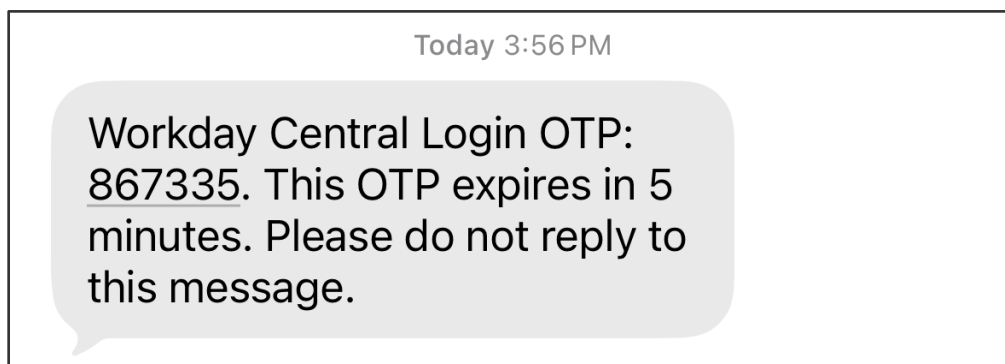 Today 3:56 PM
Workday Central Login OTP:
867335. This OTP expires in 5
minutes. Please do not reply to
this message.